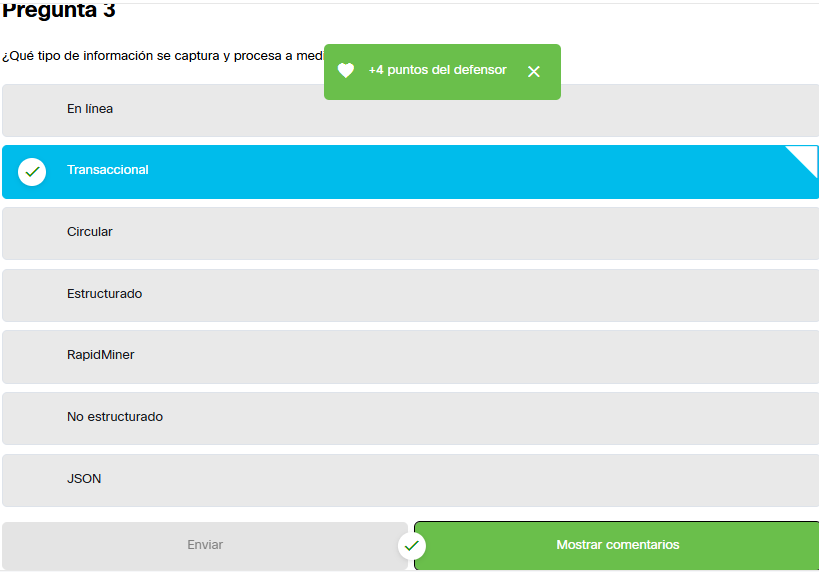 Pregunta 3
¿Qué tipo de información se captura y procesa a medi
+4 puntos del defensor
En línea
Transaccional
Circular
Estructurado
RapidMiner
No estructurado
JSON
Enviar
Mostrar comentarios